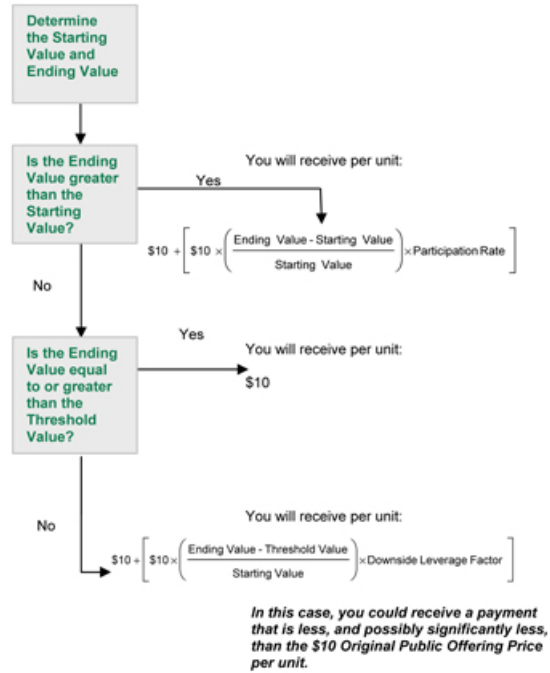 Determine
the Starting
Value and
Ending Value
Is the Ending
Value greater
than the
Starting
Value?
Yes
You will receive per unit:
$10 + [ $10 × ( Ending Value - Starting Value / Starting Value ) × Participation Rate ]
No
Is the Ending
Value equal
to or greater
than the
Threshold
Value?
Yes
You will receive per unit:
$10
No
You will receive per unit:
$10 + [ $10 × ( Ending Value - Threshold Value / Starting Value ) × Downside Leverage Factor ]
In this case, you could receive a payment
that is less, and possibly significantly less,
than the $10 Original Public Offering Price
per unit.